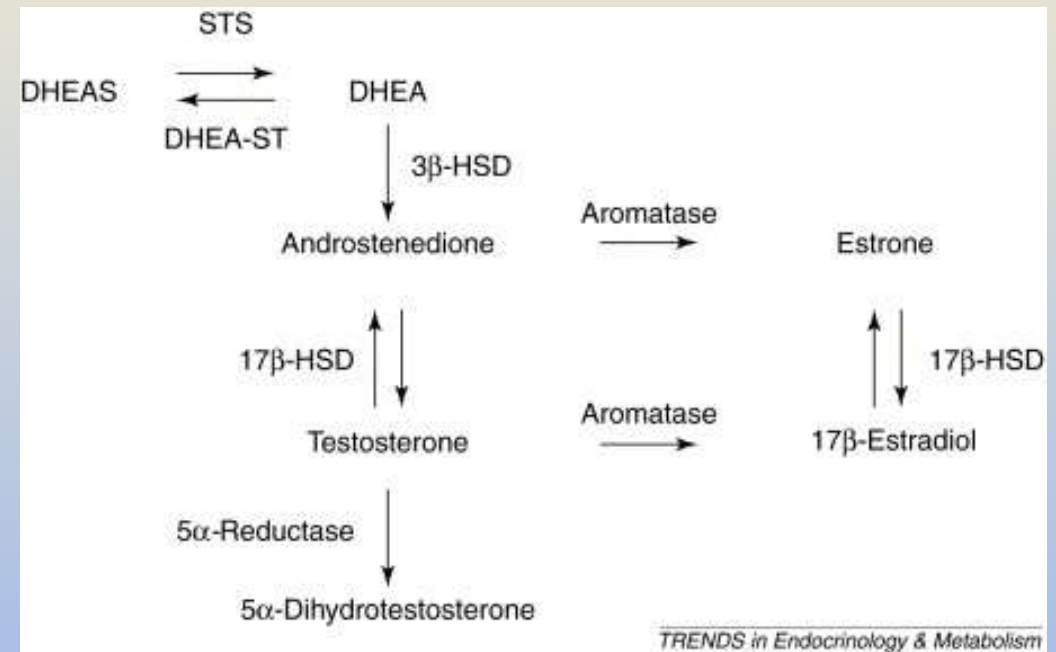 STS
DHEAS DHEA
DHEA-ST
3β-HSD
Aromatase
Androstenedione Estrone
17β-HSD 17β-HSD
Aromatase
Testosterone 17β-Estradiol
5α-Reductase
5α-Dihydrotestosterone
TRENDS in Endocrinology & Metabolism